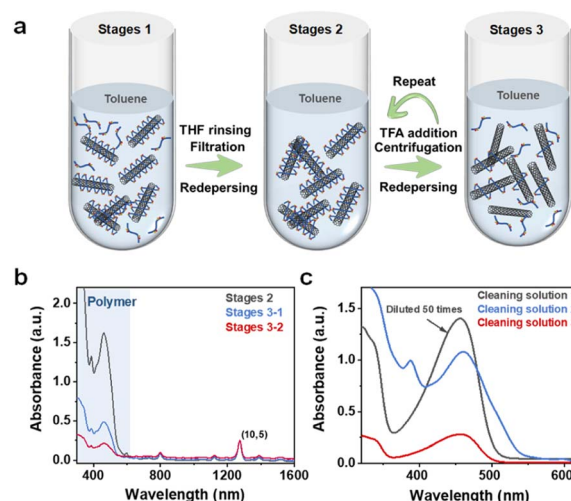 a
Stages 1
Stages 2
Stages 3
Toluene
THF rinsing
Filtration
Redepersing
Toluene
Repeat
TFA addition
Centrifugation
Redepersing
Toluene
b
2.0
1.5
1.0
0.5
0.0
Absorbance (a.u.)
Polymer
Stages 2
Stages 3-1
Stages 3-2
(10,5)
400
800
1200
1600
Wavelength (nm)
c
1.5
1.0
0.5
0.0
Absorbance (a.u.)
Diluted 50 times
Cleaning solution
Cleaning solution
Cleaning solution
400
500
600
Wavelength (nm)